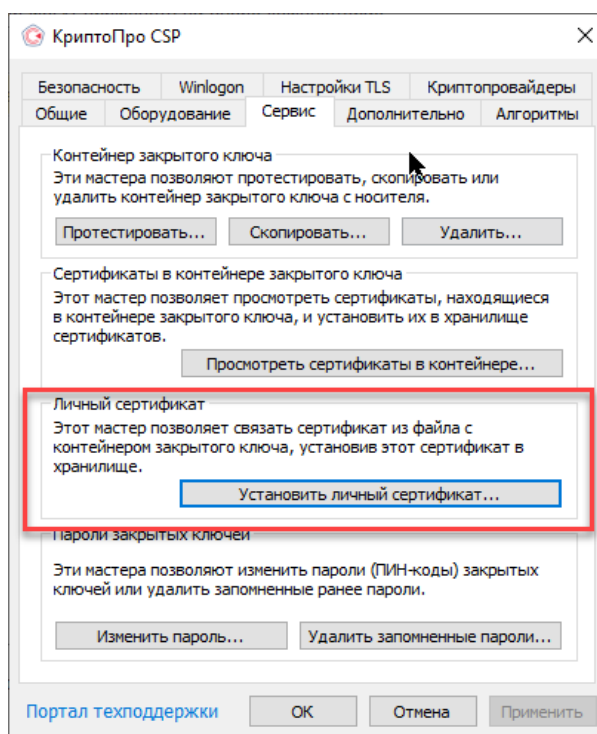 КриптоПро CSP
Безопасность Winlogon Настройки TLS Криптопровайдеры
Общие Оборудование Сервис Дополнительно Алгоритмы
Контейнер закрытого ключа
Эти мастера позволяют протестировать, скопировать или
удалить контейнер закрытого ключа с носителя.
Протестировать... Скопировать... Удалить...
Сертификаты в контейнере закрытого ключа
Этот мастер позволяет просмотреть сертификаты, находящиеся
в контейнере закрытого ключа, и установить их в хранилище
сертификатов.
Просмотреть сертификаты в контейнере...
Личный сертификат
Этот мастер позволяет связать сертификат из файла с
контейнером закрытого ключа, установив этот сертификат в
хранилище.
Установить личный сертификат...
Пароли закрытых ключей
Эти мастера позволяют изменить пароли (ПИН-коды) закрытых
ключей или удалить запомненные ранее пароли.
Изменить пароль... Удалить запомненные пароли...
Портал техподдержки ОК Отмена Применить